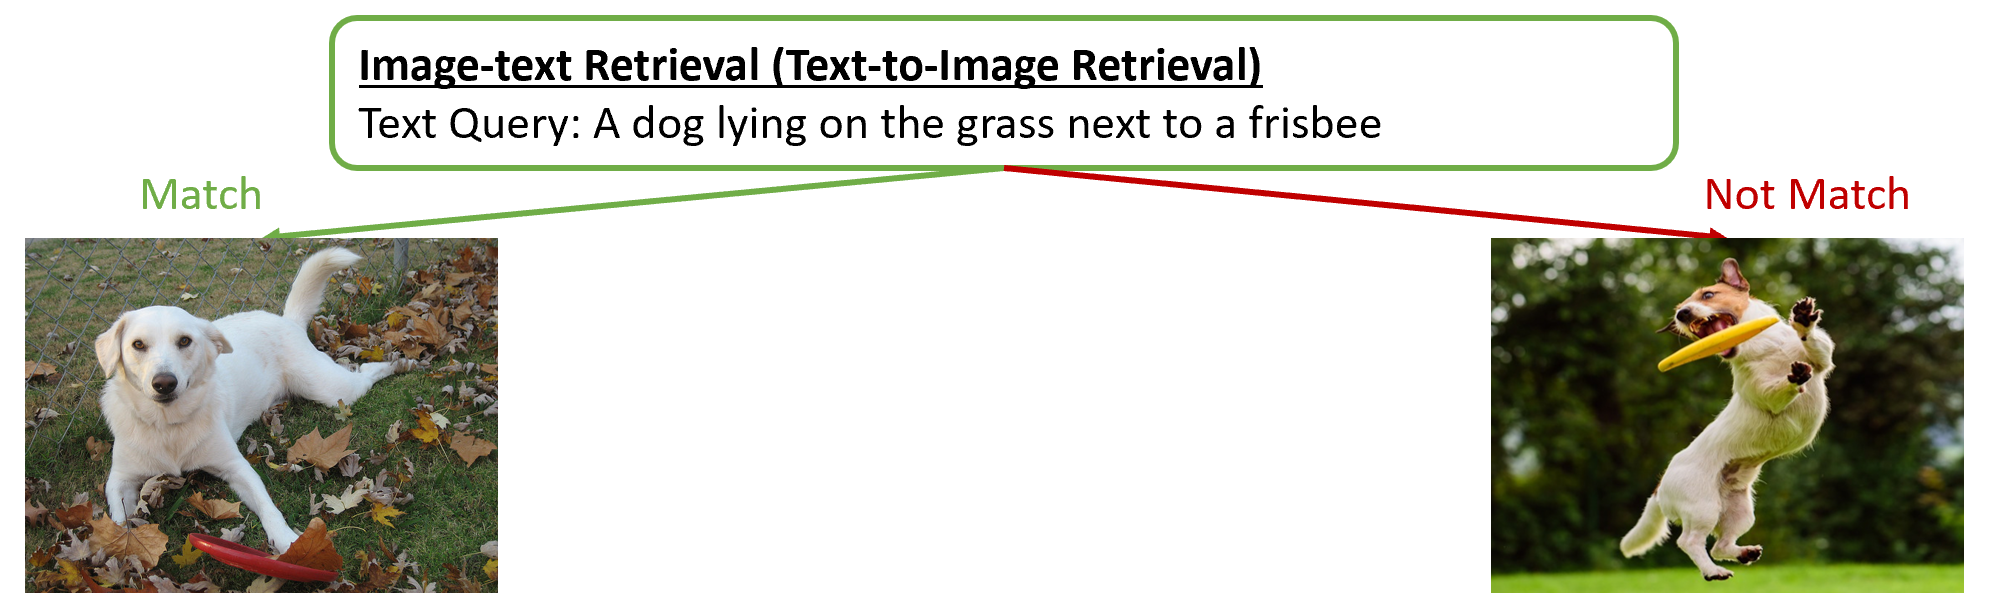 Image-text Retrieval (Text-to-Image Retrieval)
Text Query: A dog lying on the grass next to a frisbee
Match
Not Match